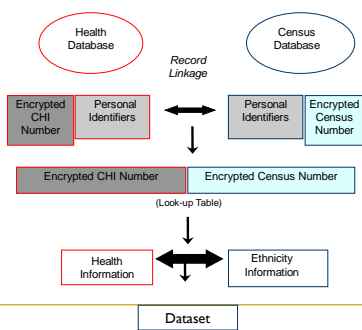 Health
Database
Census
Database
Record
Linkage
Encrypted
CHI
Number
Personal
Identifiers
Personal
Identifiers
Encrypted
Census
Number
Encrypted CHI Number
Encrypted Census Number
(Look-up Table)
Health
Information
Ethnicity
Information
Dataset